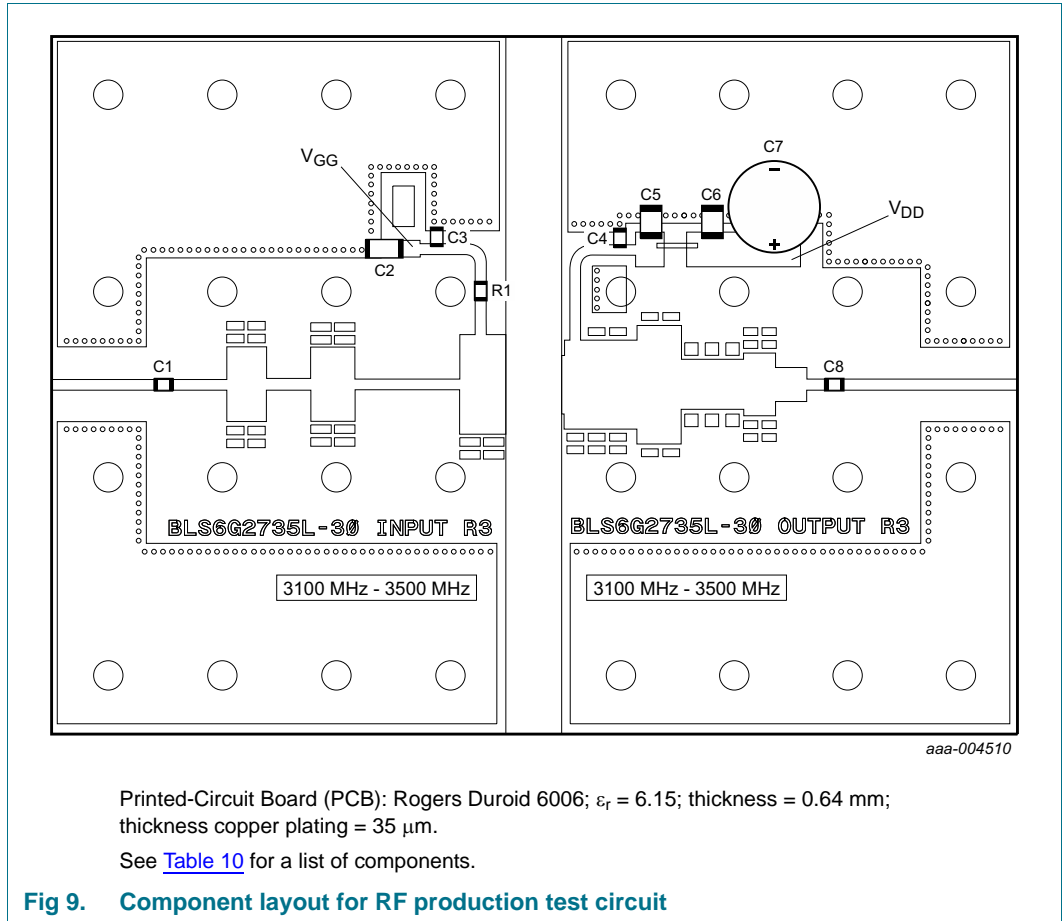 VGG
C7
C5
C6
VDD
C3
C4
C2
R1
C1
C8
BLS6G2735L-30 INPUT R3
BLS6G2735L-30 OUTPUT R3
3100 MHz - 3500 MHz
3100 MHz - 3500 MHz
aaa-004510
Printed-Circuit Board (PCB): Rogers Duroid 6006; εr = 6.15; thickness = 0.64 mm;
thickness copper plating = 35 μm.
See Table 10 for a list of components.
Fig 9. Component layout for RF production test circuit